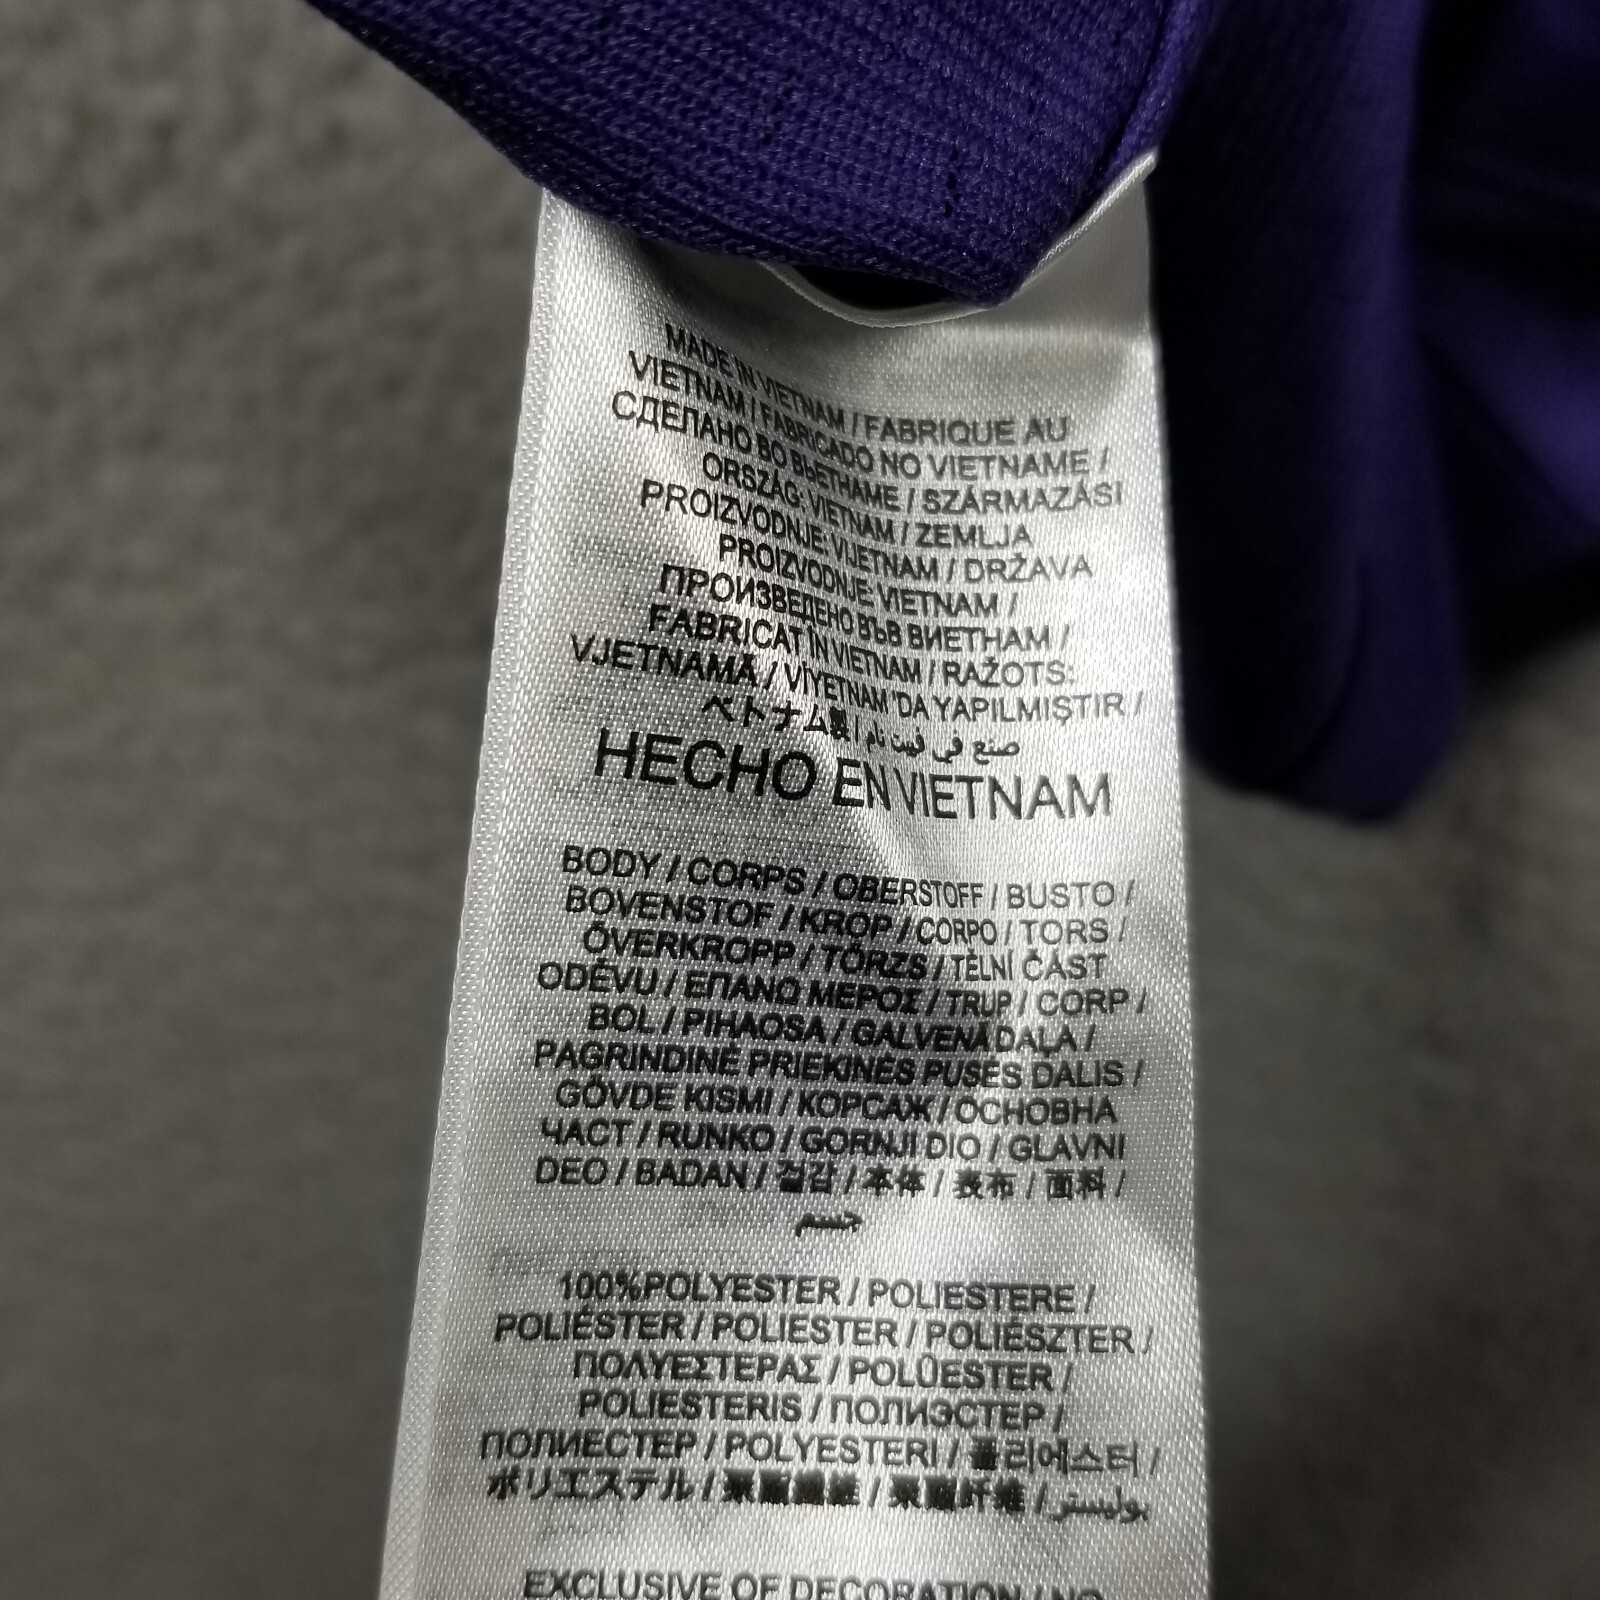 MADE IN VIETNAM / FABRIQUE AU
VIETNAM / FABRICADO NO VIETNAME /
СДЕЛАНО ВО ВЬЕТНАМЕ / SZÁRMAZÁSI
ORSZÁG: VIETNAM / ZEMLJA
PROIZVODNJE: VIJETNAM / DRŽAVA
PROIZVODNJE: VIETNAM /
ПРОИЗВЕДЕНО ВЪВ ВИЕТНАМ /
FABRICAT ÎN VIETNAM / RAŽOTS:
VJETNAMĀ / VIYETNAM'DA YAPILMIŞTIR /
ベトナム製 / صنع في فيت نام
HECHO EN VIETNAM
BODY / CORPS / OBERSTOFF / BUSTO /
BOVENSTOF / KROP / CORPO / TORS /
ÖVERKROPP / TÖRZS / TĚLNÍ ČÁST
ODĚVU / ΕΠΑΝΩ ΜΕΡΟΣ / TRUP / CORP /
BOL / PIHAOSA / GALVENĀ DAĻA /
PAGRINDINĖ PRIEKINĖS PUSĖS DALIS /
GÖVDE KISMI / КОРСАЖ / ОСНОВНА
ЧАСТ / RUNKO / GORNJI DIO / GLAVNI
DEO / BADAN / 겉감 / 本体 / 表布 / 面料 /
جسم
100%POLYESTER / POLIESTERE /
POLIÉSTER / POLIESTER / POLIÉSZTER /
ΠΟΛΥΕΣΤΕΡΑΣ / POLÜESTER /
POLIESTERIS / ПОЛИЭСТЕР /
ПОЛИЕСТЕР / POLYESTERI / 폴리에스터 /
ポリエステル / 聚酯纖維 / 聚酯纤维 / بوليستر
EXCLUSIVE OF DECORATION / NO